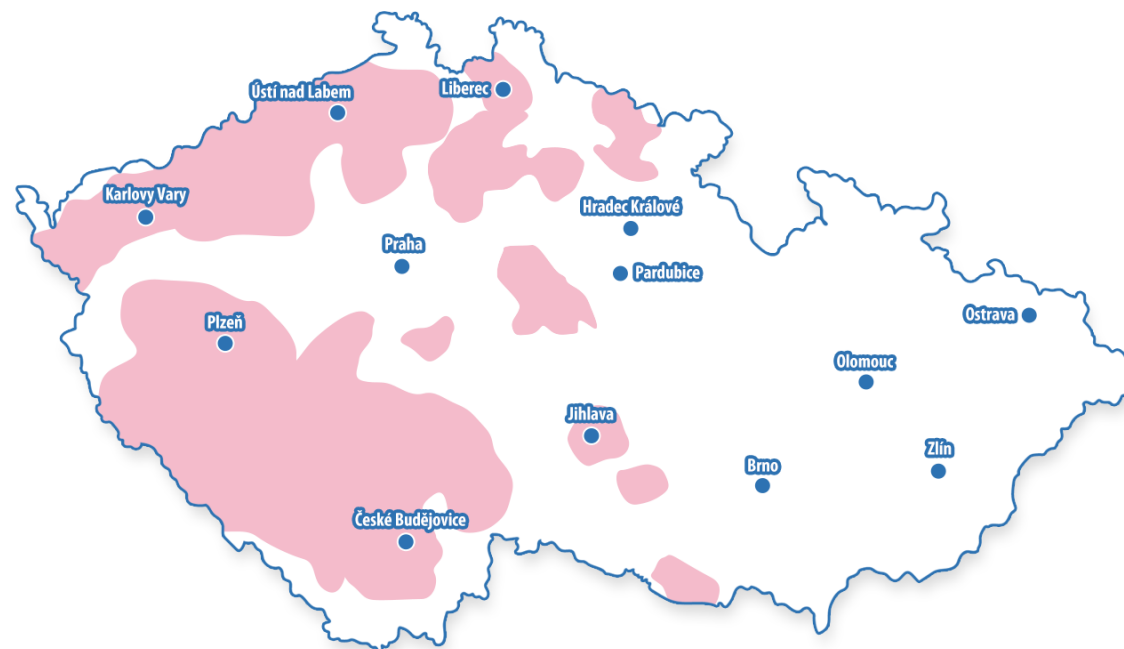 Liberec
Ústí nad Labem
Karlovy Vary
Hradec Králové
Praha
Pardubice
Ostrava
Plzeň
Olomouc
Jihlava
Zlín
Brno
České Budějovice